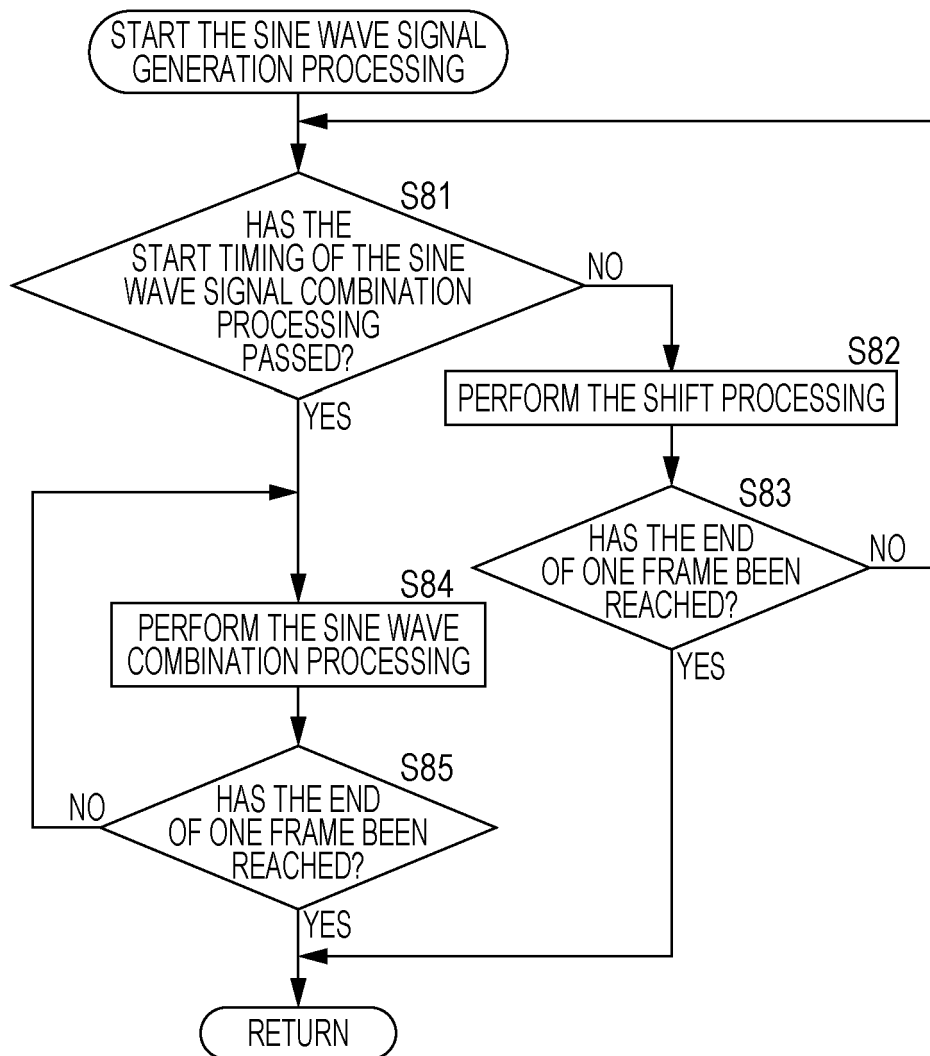 START THE SINE WAVE SIGNAL
GENERATION PROCESSING
S81
HAS THE
START TIMING OF THE SINE
WAVE SIGNAL COMBINATION
PROCESSING
PASSED?
NO
YES
S82
PERFORM THE SHIFT PROCESSING
S83
HAS THE END
OF ONE FRAME BEEN
REACHED?
NO
YES
S84
PERFORM THE SINE WAVE
COMBINATION PROCESSING
S85
HAS THE END
OF ONE FRAME BEEN
REACHED?
NO
YES
RETURN